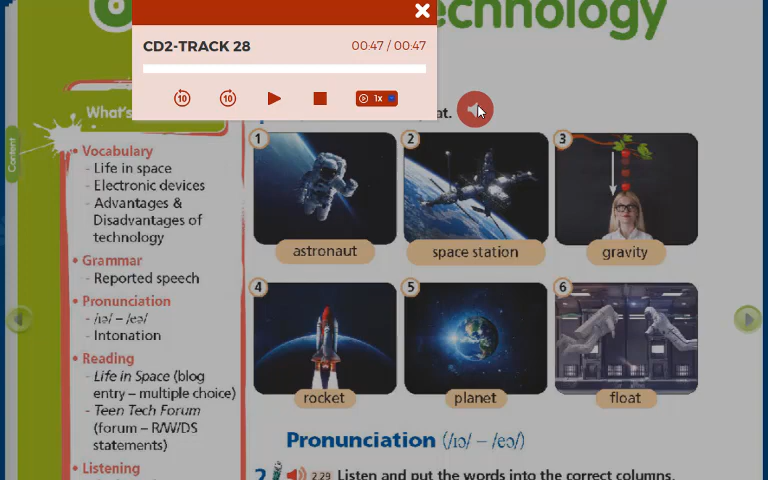 echnology
CD2-TRACK 28
00:47 / 00:47
10
10
1x
What's
at.
Content
• Vocabulary
- Life in space
- Electronic devices
- Advantages &
Disadvantages of
technology
• Grammar
- Reported speech
• Pronunciation
- /ɪə/ – /eə/
- Intonation
• Reading
- Life in Space (blog
entry – multiple choice)
- Teen Tech Forum
(forum – R/W/DS
statements)
• Listening
1
2
3
astronaut
space station
gravity
4
5
6
rocket
planet
float
Pronunciation (/ɪə/ – /eə/)
2 2.29 Listen and put the words into the correct columns.